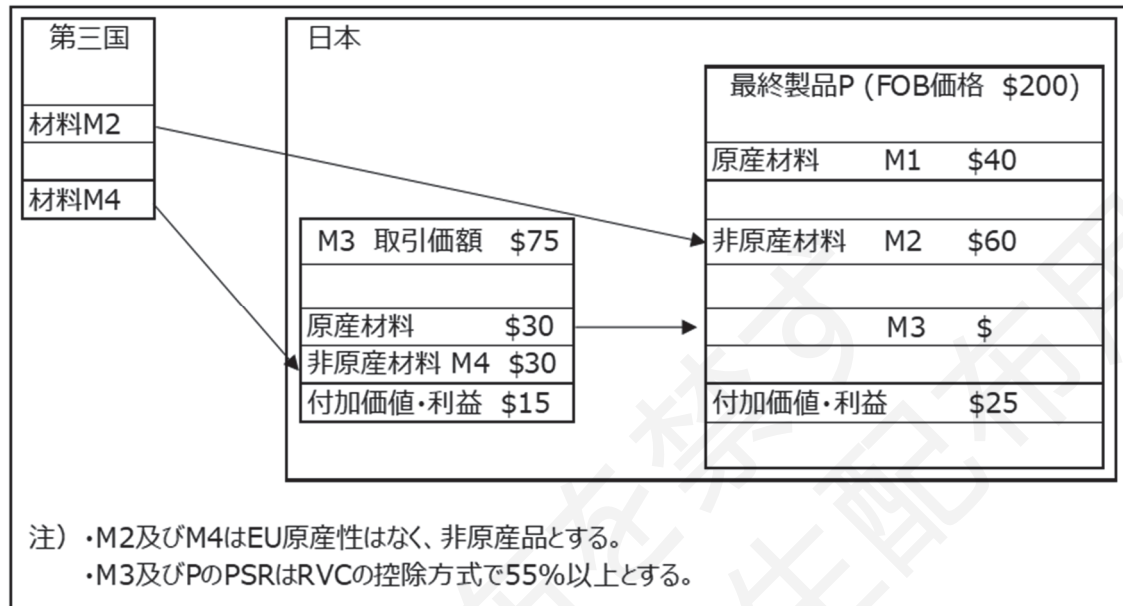 第三国
日本
最終製品P (FOB価格 $200)
材料M2
原産材料 M1 $40
材料M4
M3 取引価額 $75
非原産材料 M2 $60
原産材料 $30
M3 $
非原産材料 M4 $30
付加価値・利益 $15
付加価値・利益 $25
注）・M2及びM4はEU原産性はなく、非原産品とする。
・M3及びPのPSRはRVCの控除方式で55%以上とする。